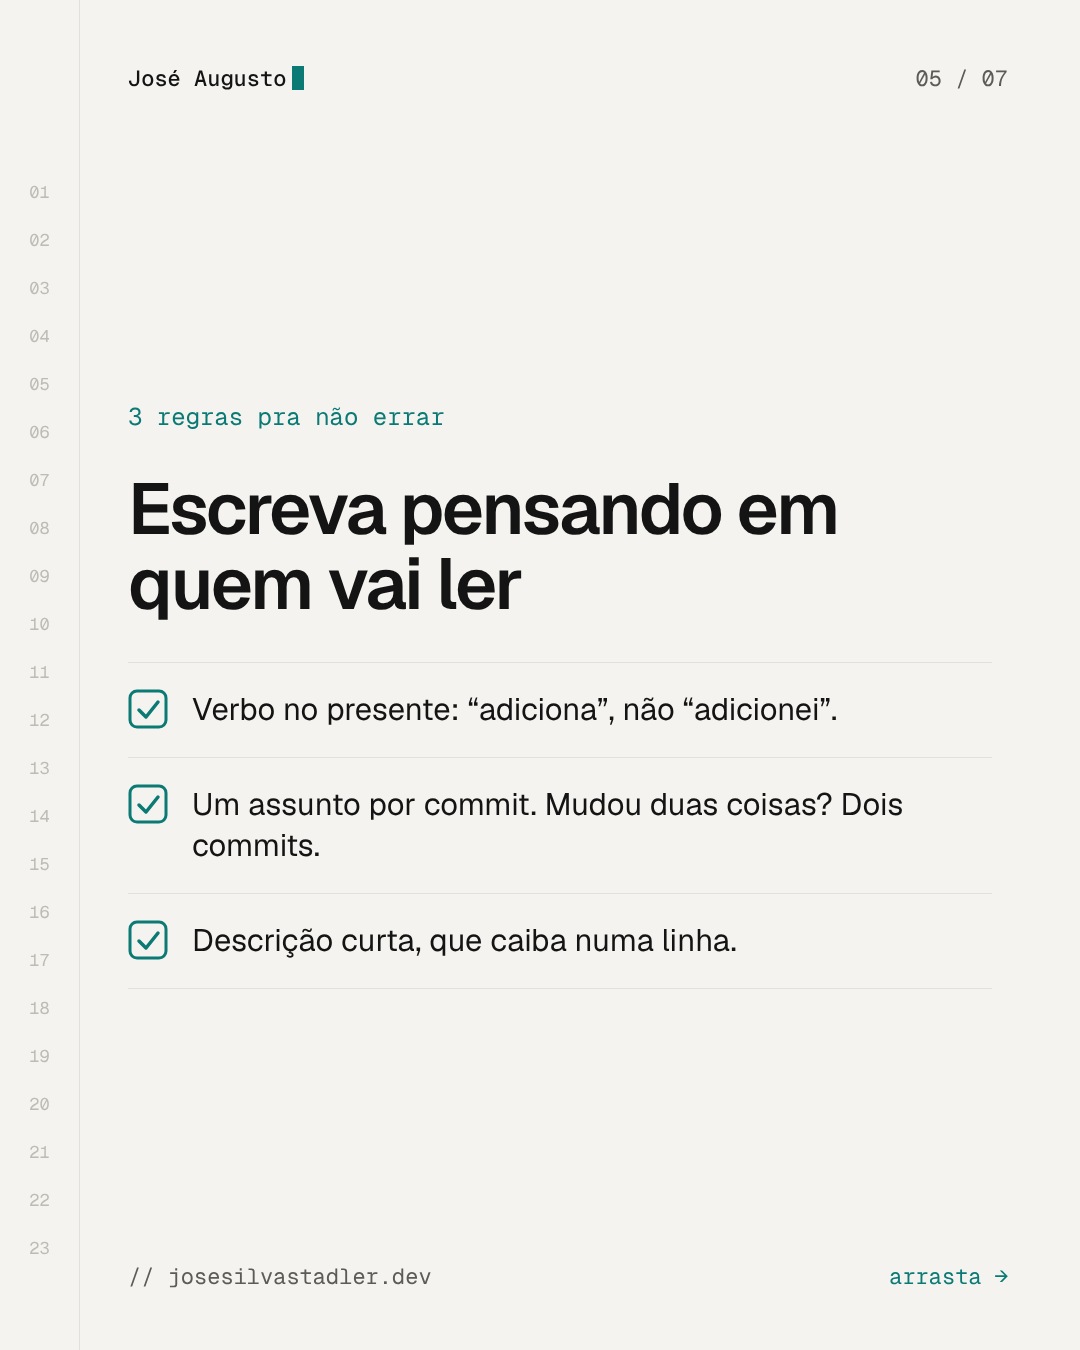 José Augusto
05 / 07
01
02
03
04
05
06
07
08
09
10
11
12
13
14
15
16
17
18
19
20
21
22
23
3 regras pra não errar
Escreva pensando em
quem vai ler
Verbo no presente: “adiciona”, não “adicionei”.
Um assunto por commit. Mudou duas coisas? Dois
commits.
Descrição curta, que caiba numa linha.
// josesilvastadler.dev
arrasta →